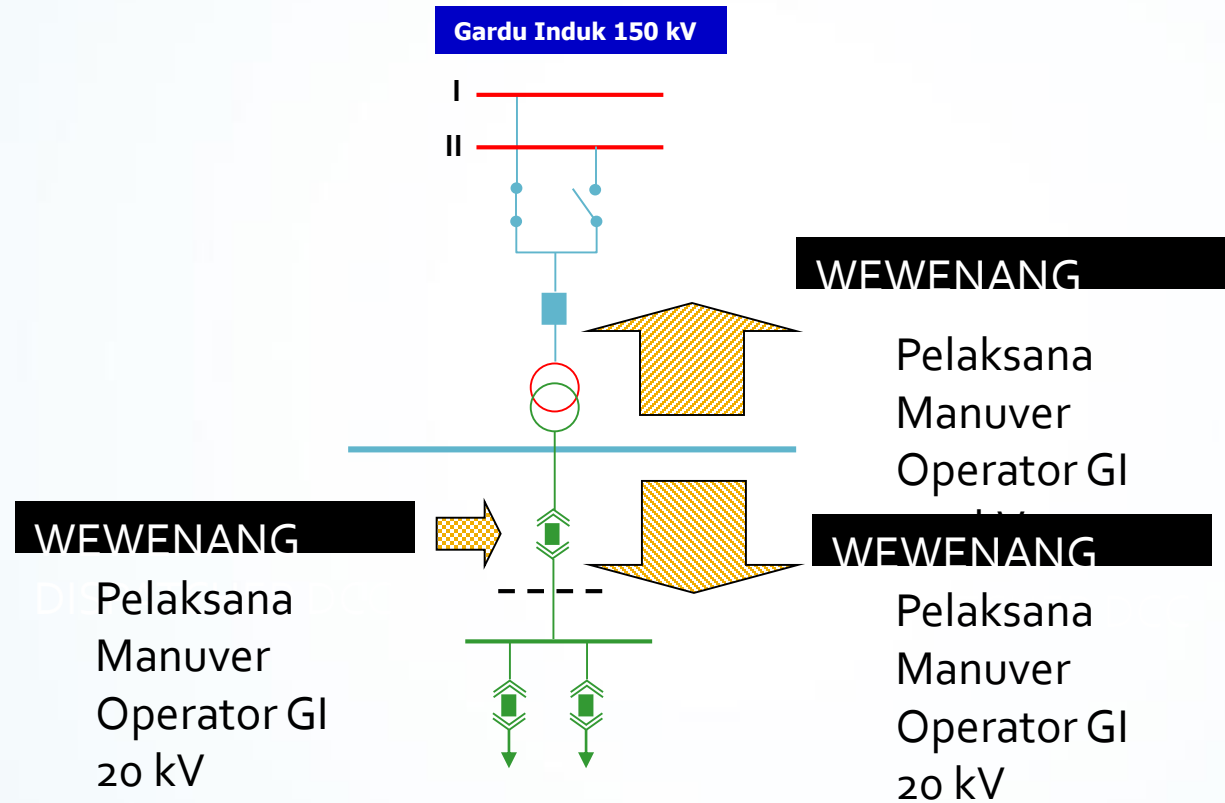 Gardu Induk 150 kV
I
II
WEWENANG
Pelaksana
Manuver
Operator GI
WEWENANG
Pelaksana
Manuver
Operator GI
20 kV
WEWENANG
Pelaksana
Manuver
Operator GI
20 kV